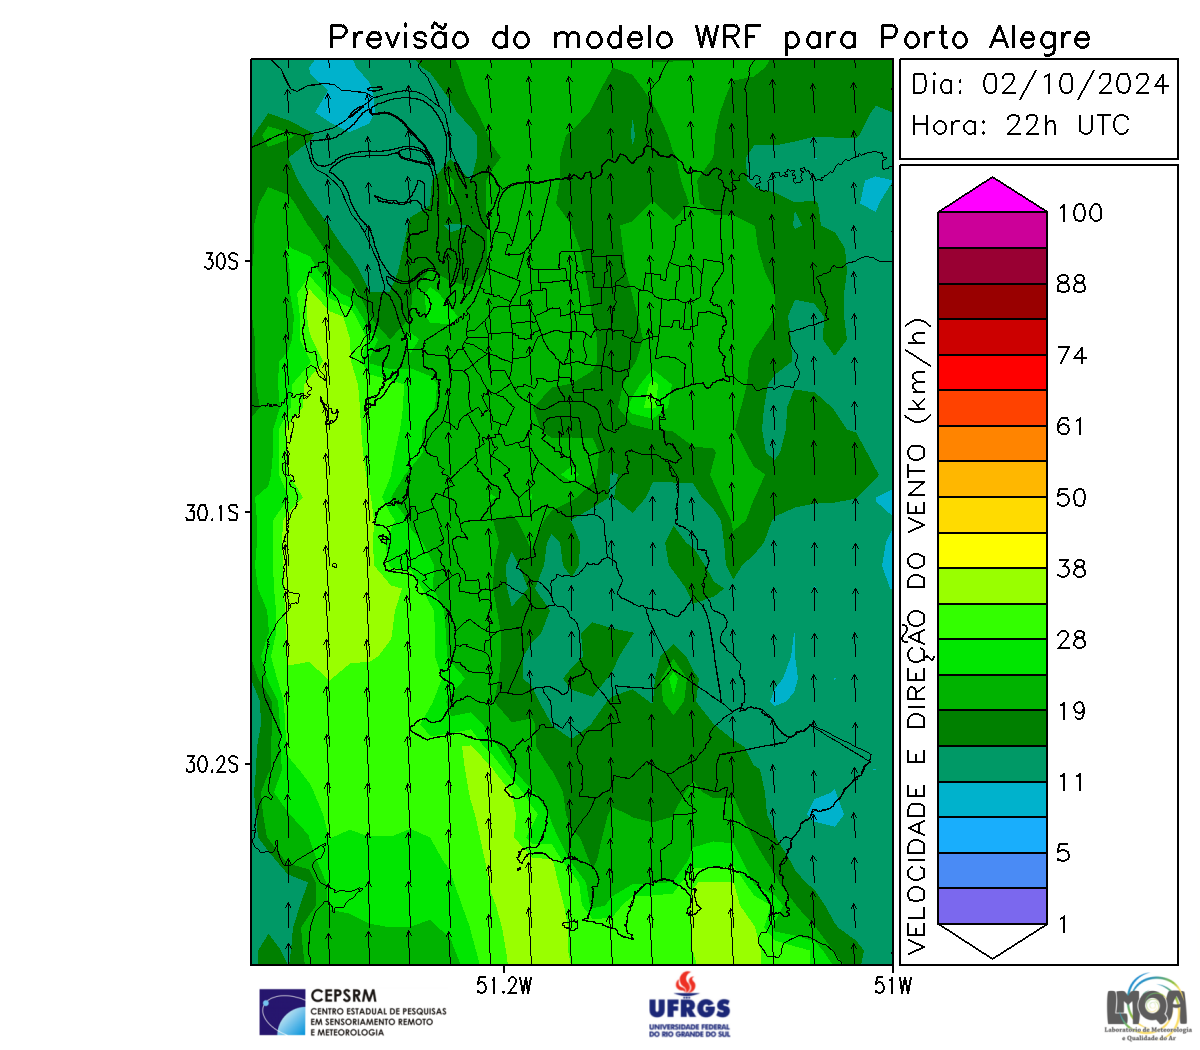 Previsão do modelo WRF para Porto Alegre
Dia: 02/10/2024
Hora: 22h UTC
100
88
74
61
50
38
28
19
11
5
1
VELOCIDADE E DIREÇÃO DO VENTO (km/h)
30S
30.1S
30.2S
51.2W
51W
CEPSRM
CENTRO ESTADUAL DE PESQUISAS
EM SENSORIAMENTO REMOTO
E METEOROLOGIA
UFRGS
UNIVERSIDADE FEDERAL
DO RIO GRANDE DO SUL
LMQA
Laboratório de Meteorologia
e Qualidade do Ar